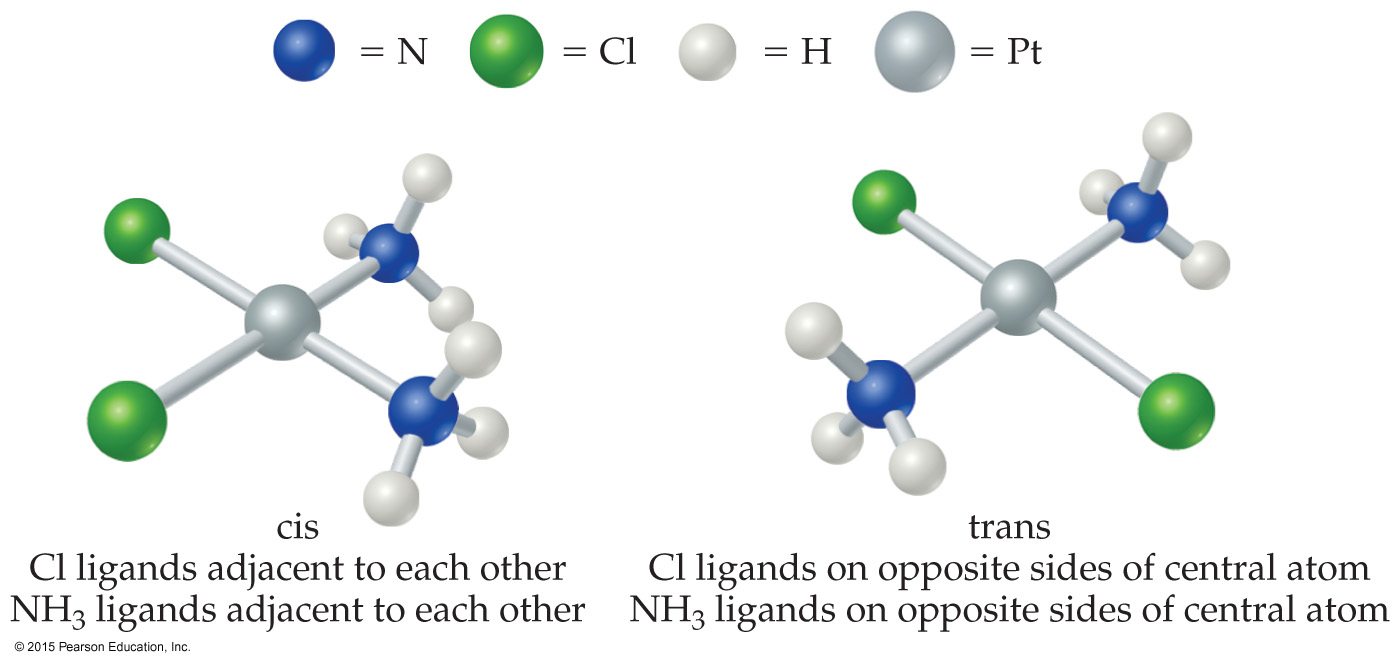 = N = Cl = H = Pt
cis
Cl ligands adjacent to each other
NH₃ ligands adjacent to each other
trans
Cl ligands on opposite sides of central atom
NH₃ ligands on opposite sides of central atom
© 2015 Pearson Education, Inc.